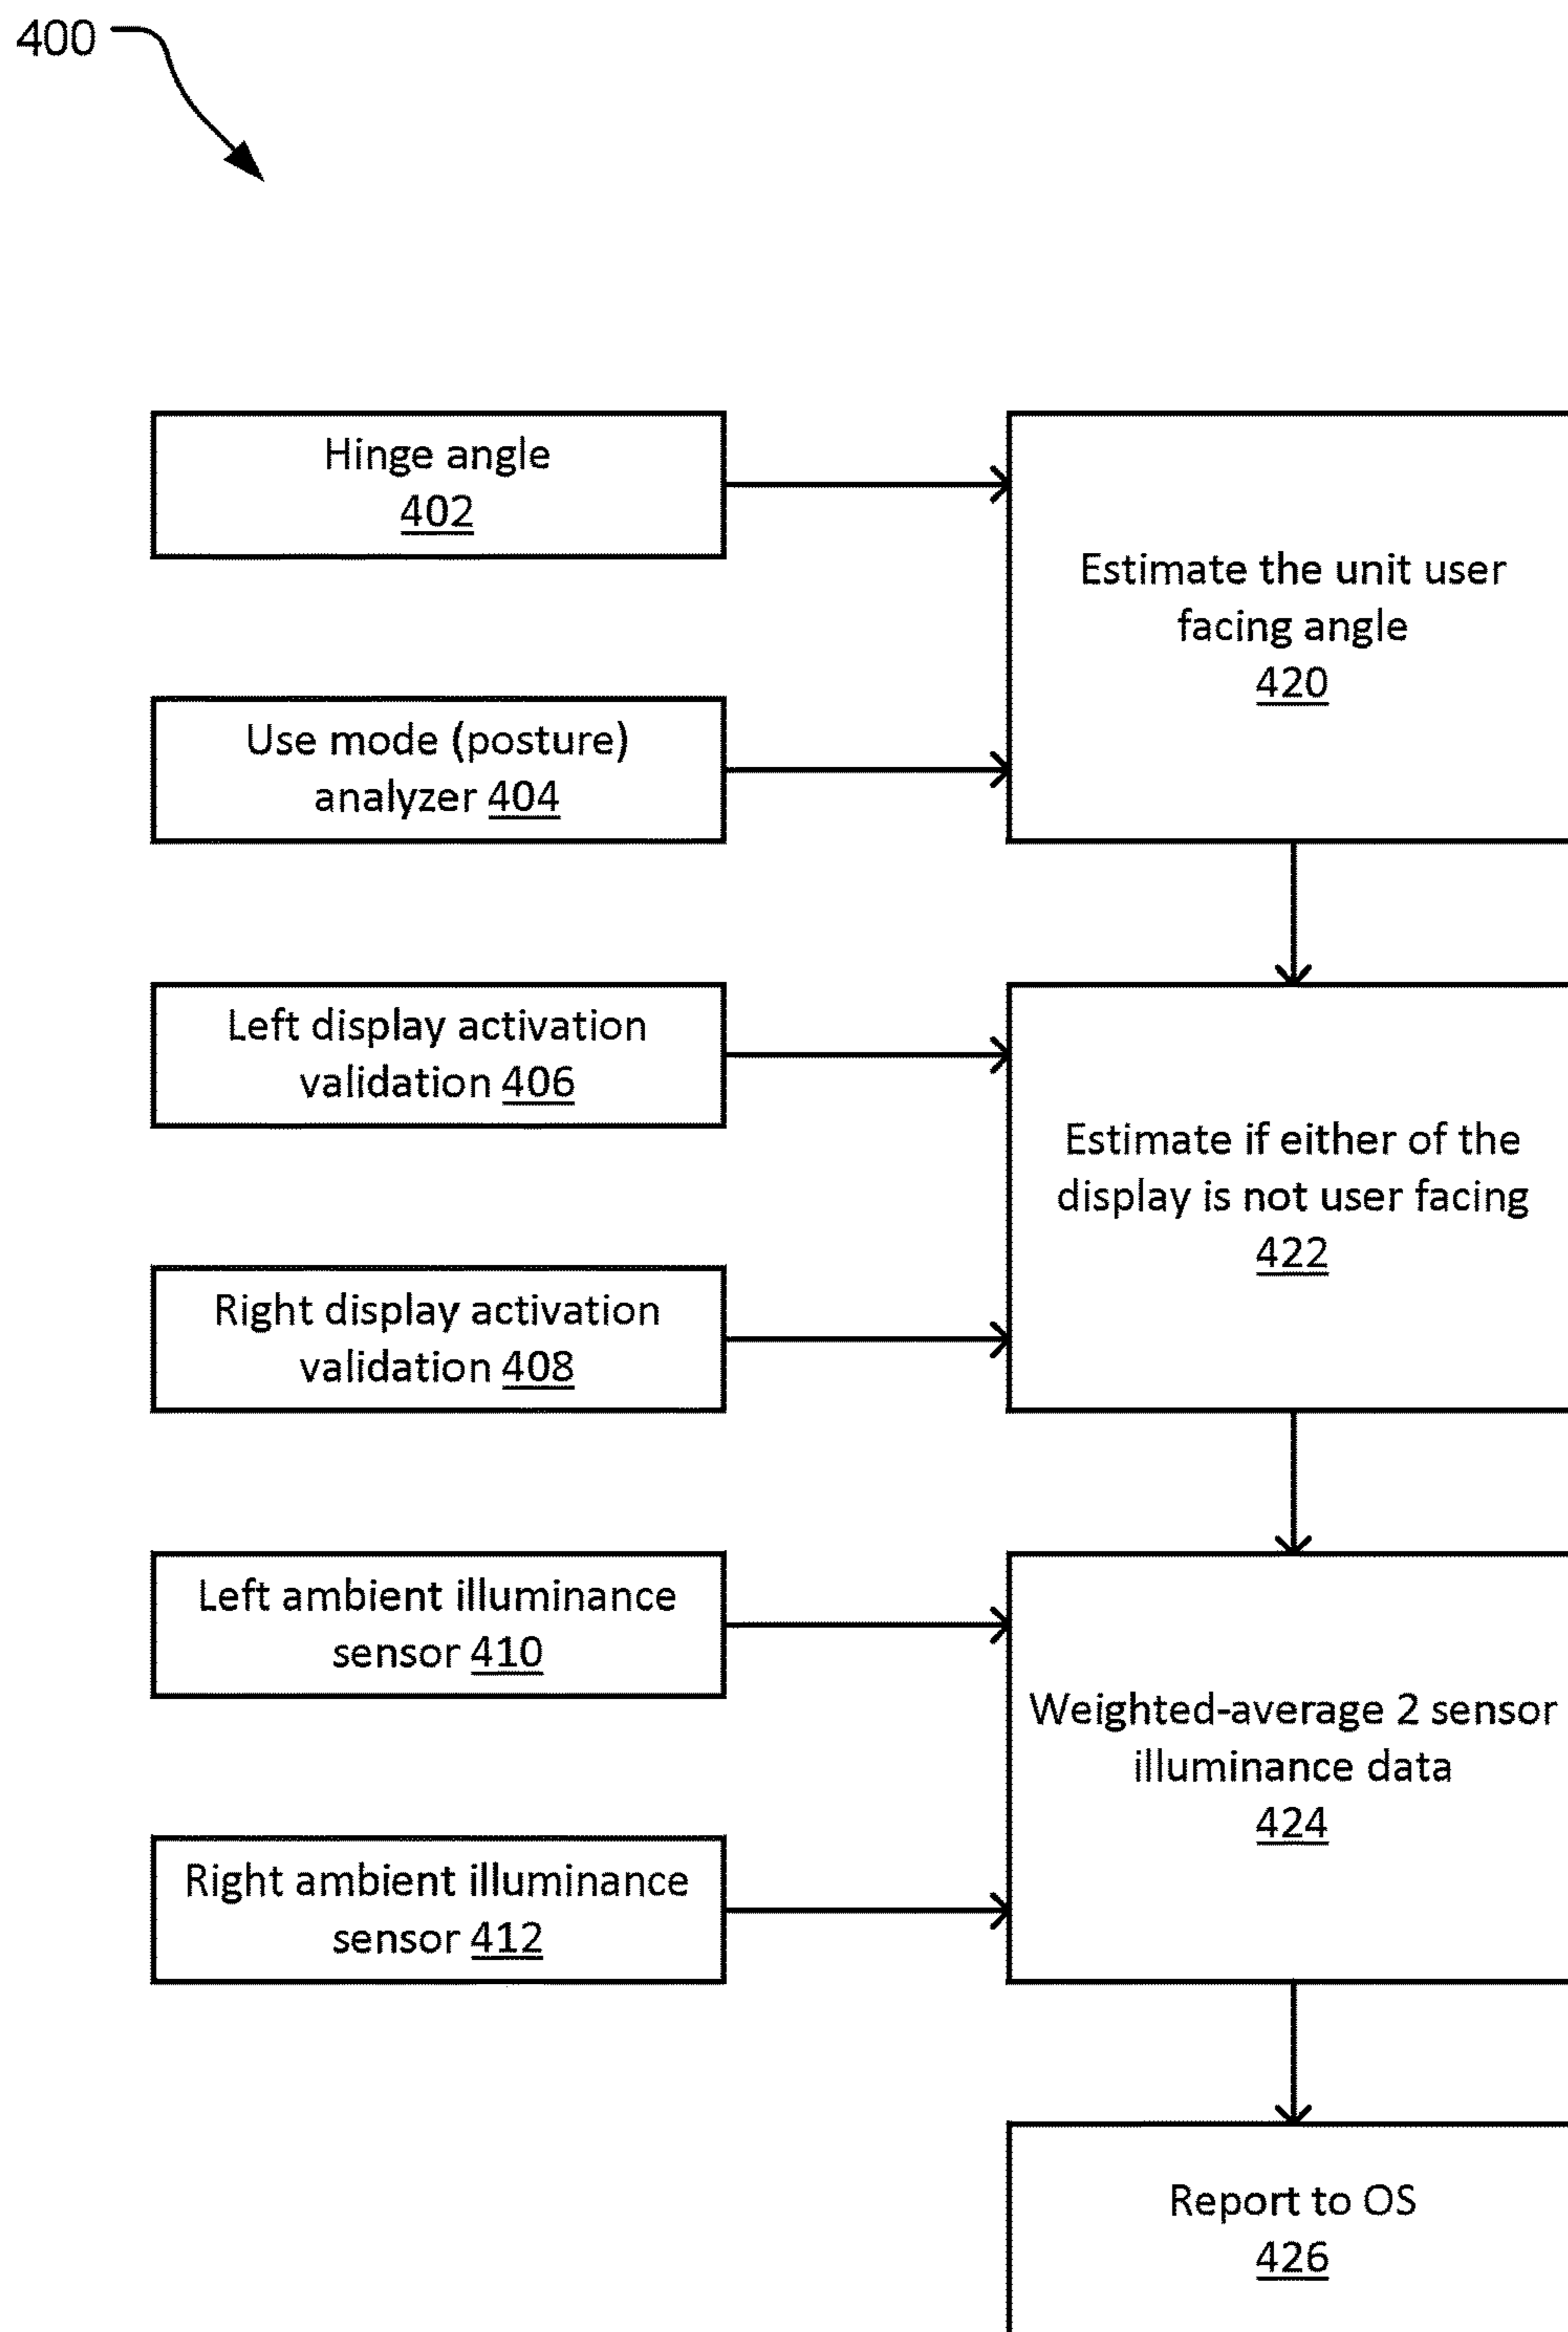 400
Hinge angle
402
Use mode (posture)
analyzer 404
Estimate the unit user
facing angle
420
Left display activation
validation 406
Right display activation
validation 408
Estimate if either of the
display is not user facing
422
Left ambient illuminance
sensor 410
Right ambient illuminance
sensor 412
Weighted-average 2 sensor
illuminance data
424
Report to OS
426